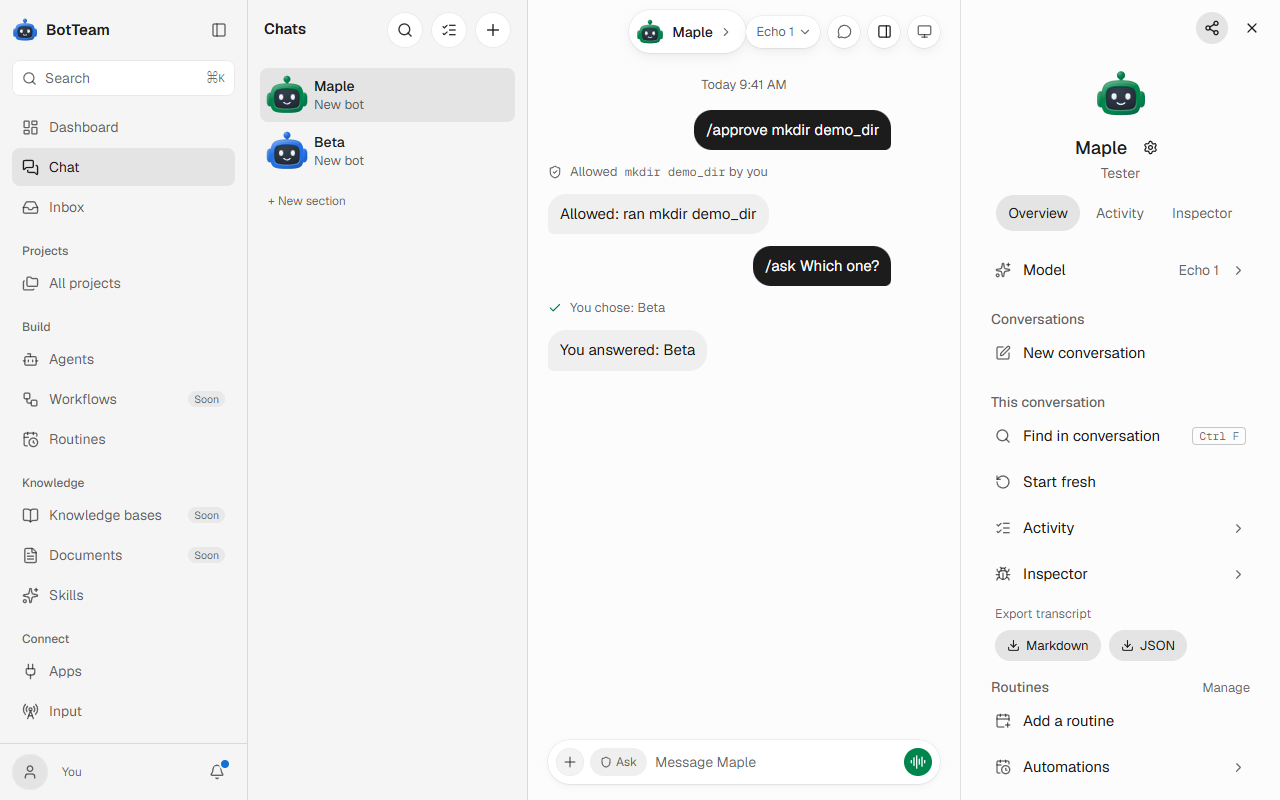 BotTeam
Search ⌘K
Dashboard
Chat
Inbox
Projects
All projects
Build
Agents
Workflows Soon
Routines
Knowledge
Knowledge bases Soon
Documents Soon
Skills
Connect
Apps
Input
You
Chats
Maple
New bot
Beta
New bot
+ New section
Maple
Echo 1
Today 9:41 AM
/approve mkdir demo_dir
Allowed mkdir demo_dir by you
Allowed: ran mkdir demo_dir
/ask Which one?
You chose: Beta
You answered: Beta
Ask
Message Maple
Maple
Tester
Overview Activity Inspector
Model Echo 1
Conversations
New conversation
This conversation
Find in conversation Ctrl F
Start fresh
Activity
Inspector
Export transcript
Markdown JSON
Routines Manage
Add a routine
Automations